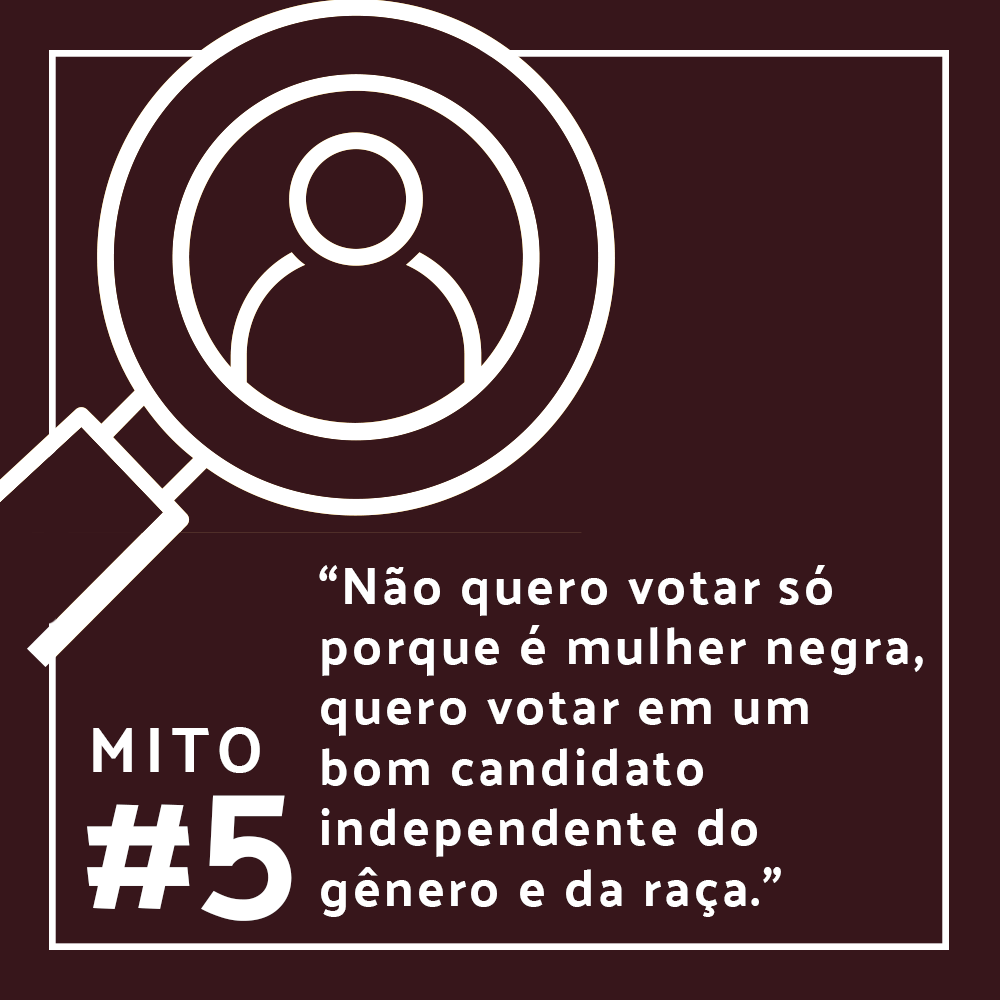 “Não quero votar só
porque é mulher negra,
quero votar em um
bom candidato
independente do
gênero e da raça.”
MITO
#5